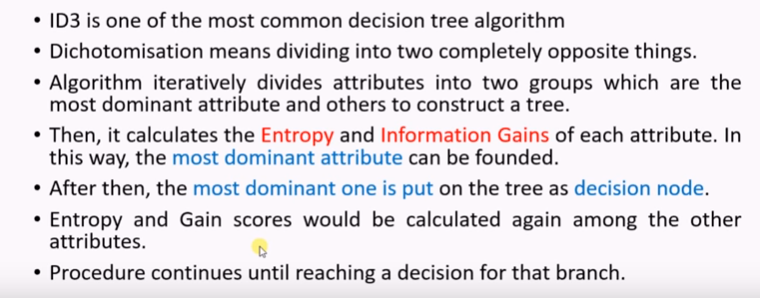 • ID3 is one of the most common decision tree algorithm
• Dichotomisation means dividing into two completely opposite things.
• Algorithm iteratively divides attributes into two groups which are the
most dominant attribute and others to construct a tree.
• Then, it calculates the Entropy and Information Gains of each attribute. In
this way, the most dominant attribute can be founded.
• After then, the most dominant one is put on the tree as decision node.
• Entropy and Gain scores would be calculated again among the other
attributes.
• Procedure continues until reaching a decision for that branch.